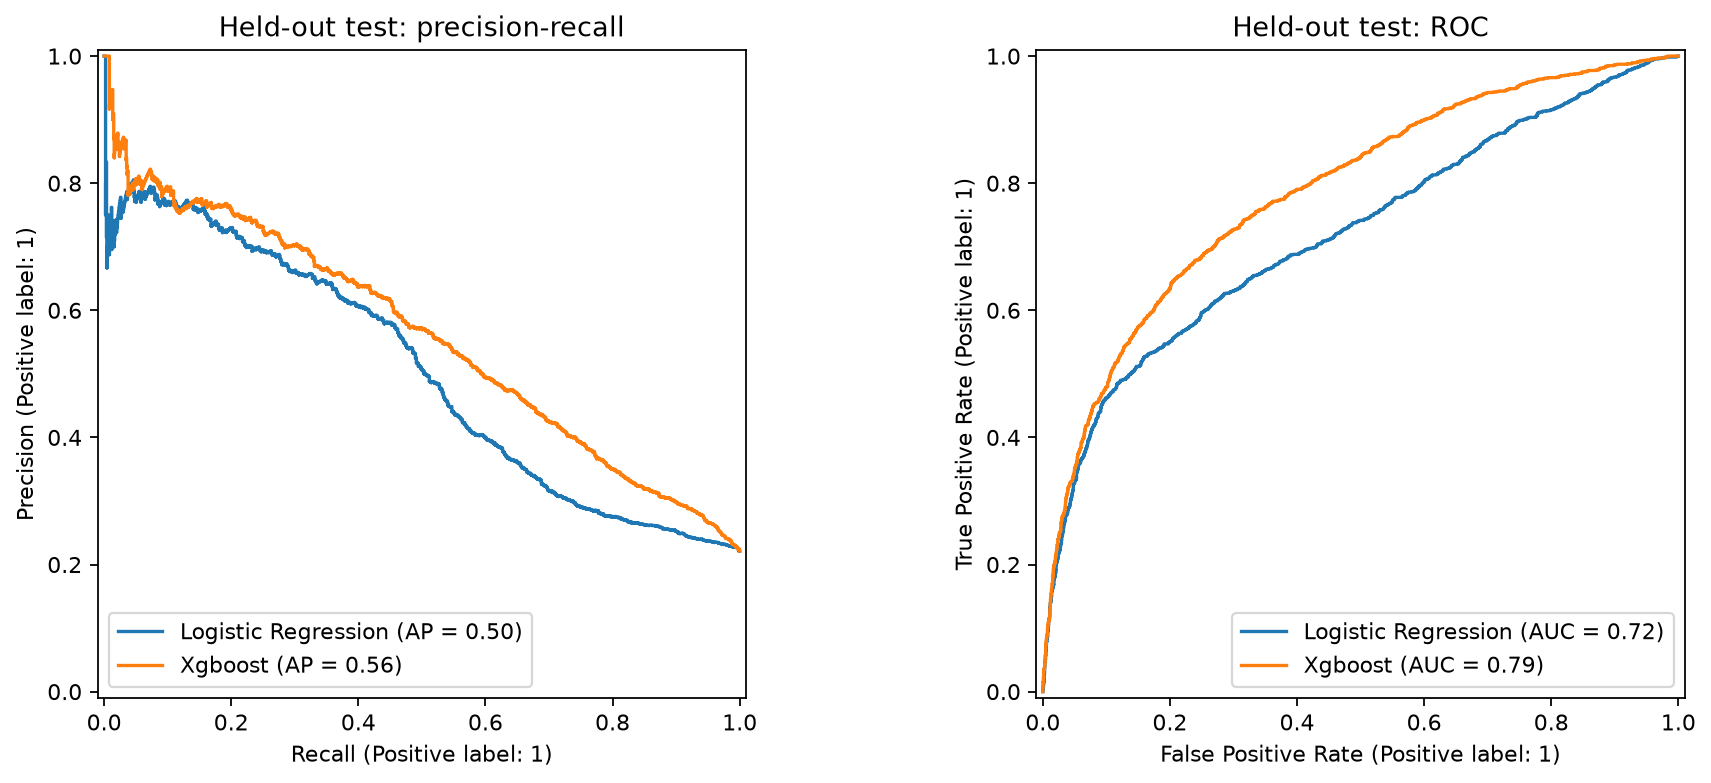 Held-out test: precision-recall
1.0
0.8
0.6
0.4
0.2
0.0
Precision (Positive label: 1)
Logistic Regression (AP = 0.50)
Xgboost (AP = 0.56)
0.0 0.2 0.4 0.6 0.8 1.0
Recall (Positive label: 1)
Held-out test: ROC
1.0
0.8
0.6
0.4
0.2
0.0
True Positive Rate (Positive label: 1)
Logistic Regression (AUC = 0.72)
Xgboost (AUC = 0.79)
0.0 0.2 0.4 0.6 0.8 1.0
False Positive Rate (Positive label: 1)